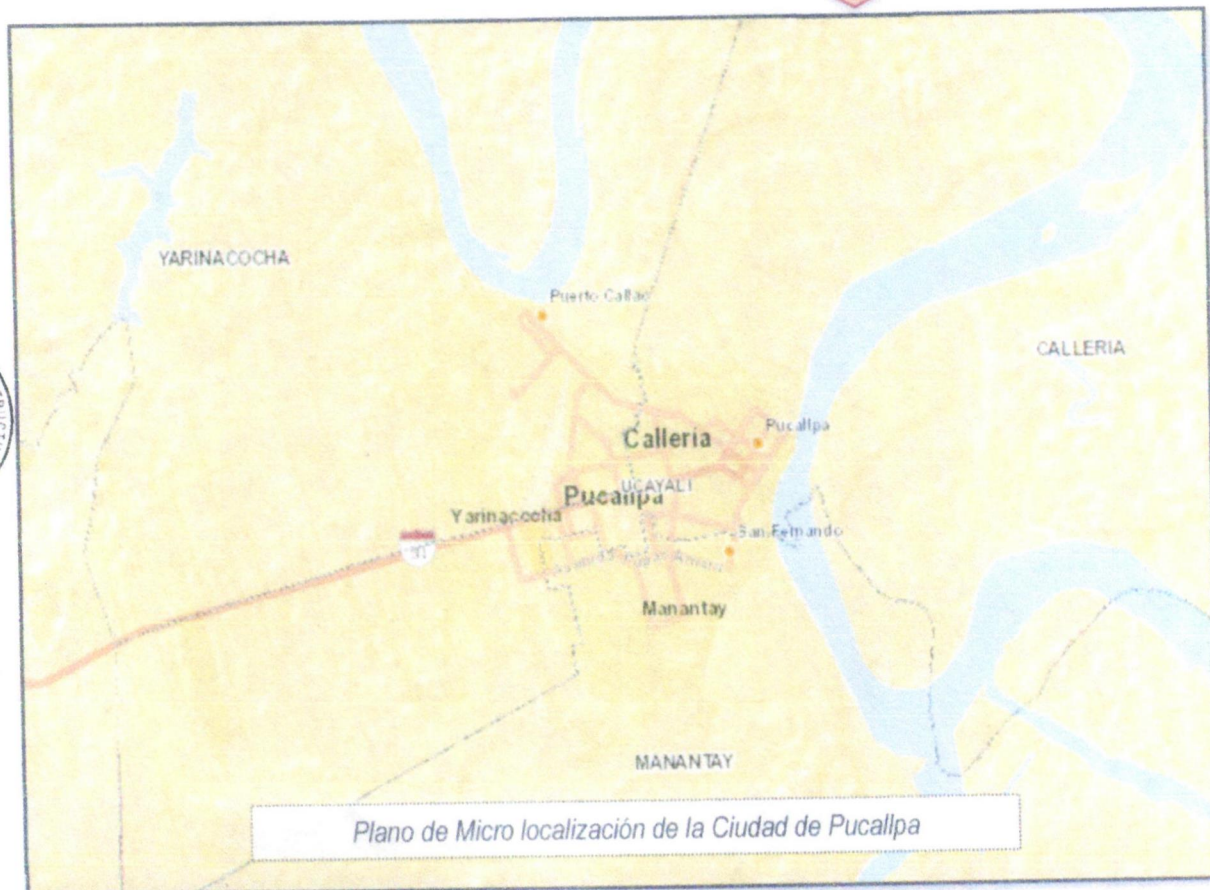 YARINACOCHA
Puerto Callao
CALLERIA
Pucallpa
Calleria
UCAYALI
Pucallpa
Yarinacocha
San Fernando
Manantay
MANANTAY
Plano de Micro localización de la Ciudad de Pucallpa